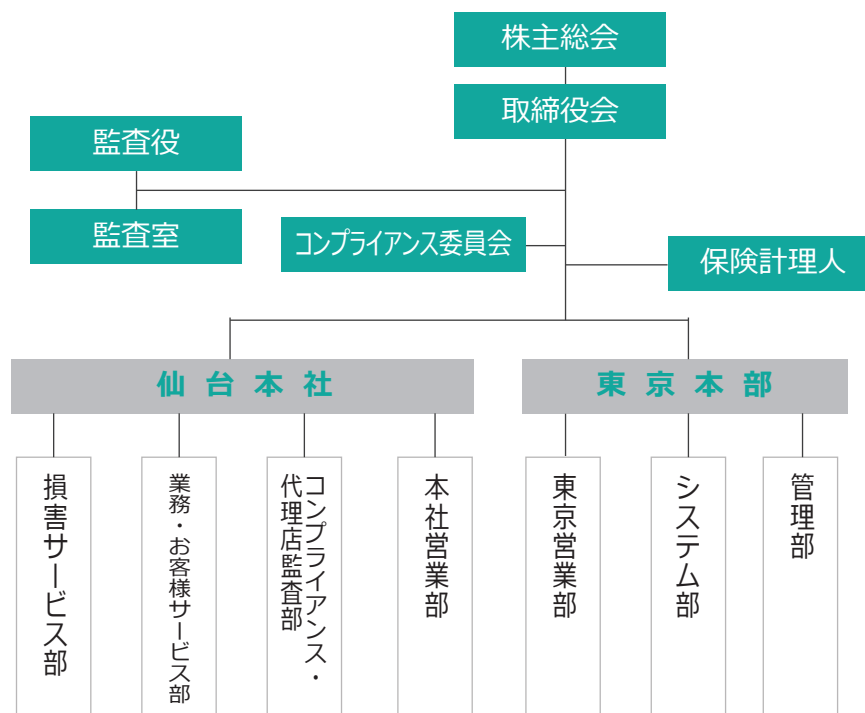 株主総会
取締役会
監査役
監査室
コンプライアンス委員会
保険計理人
仙台本社
東京本部
損害サービス部
業務・お客様サービス部
コンプライアンス・
代理店監査部
本社営業部
東京営業部
システム部
管理部